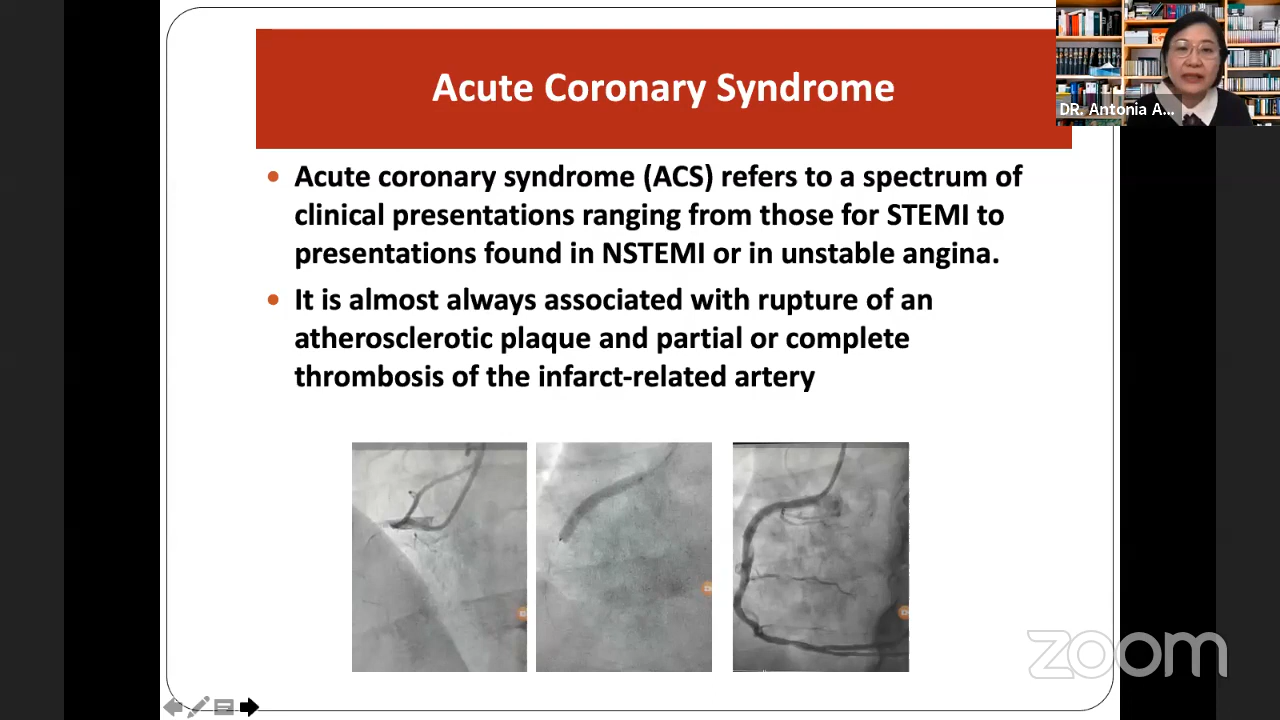 Acute Coronary Syndrome
DR. Antonia A...
• Acute coronary syndrome (ACS) refers to a spectrum of
clinical presentations ranging from those for STEMI to
presentations found in NSTEMI or in unstable angina.
• It is almost always associated with rupture of an
atherosclerotic plaque and partial or complete
thrombosis of the infarct-related artery
zoom